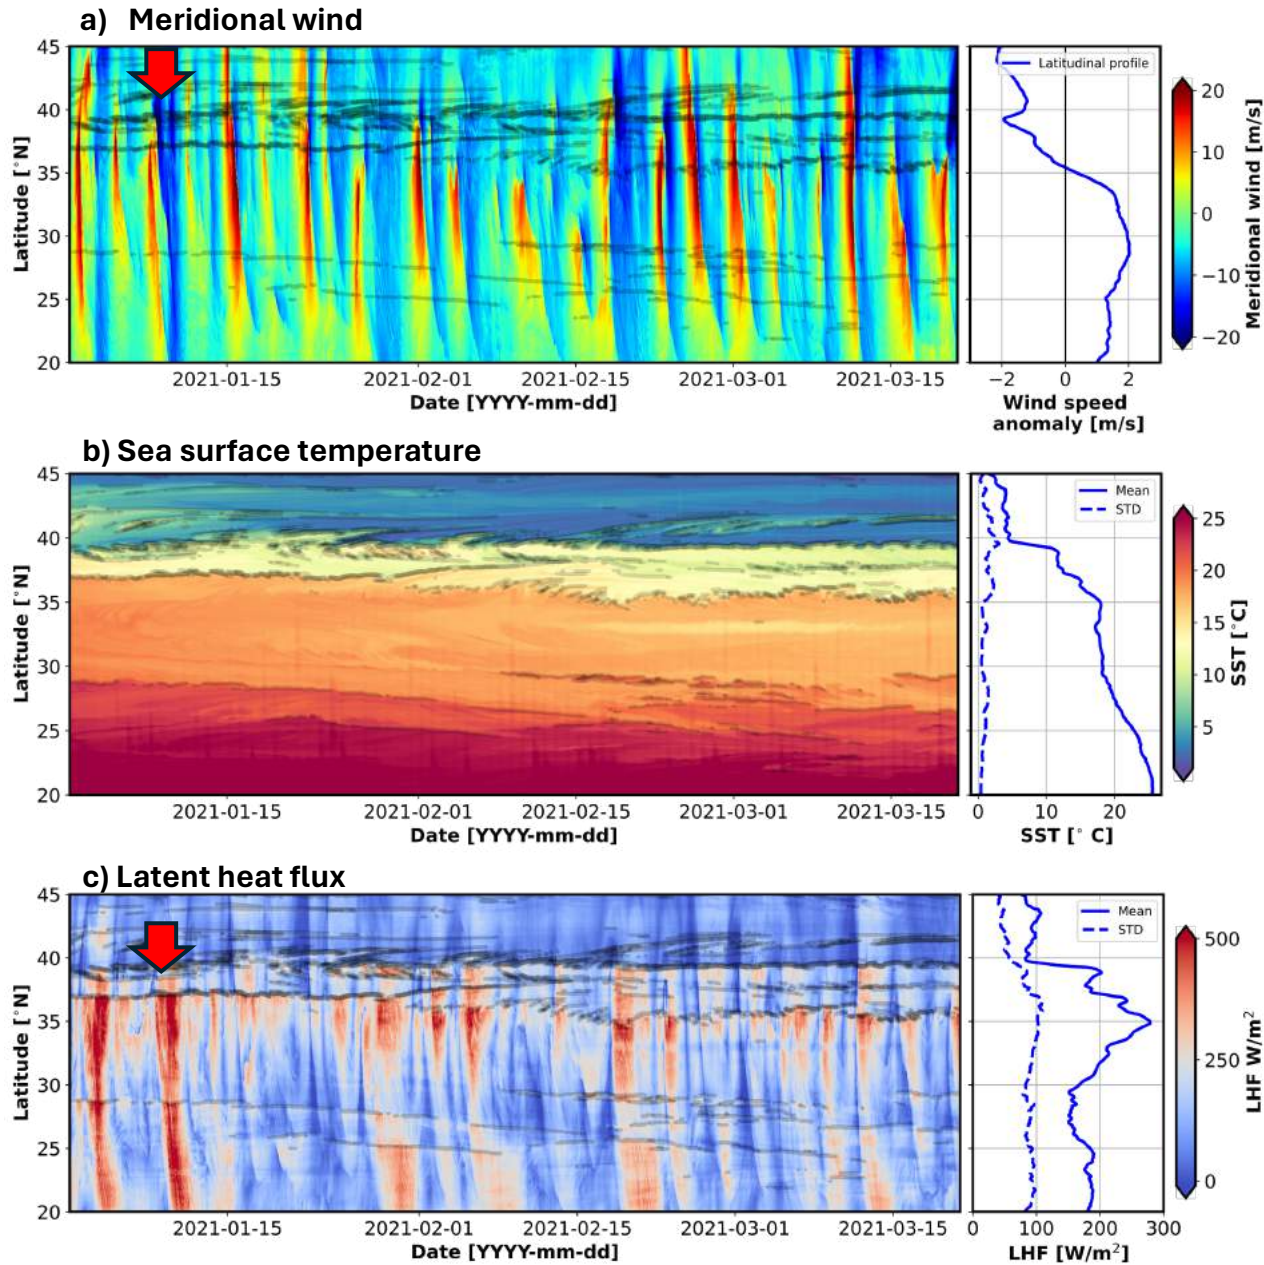 a) Meridional wind
45
40
35
30
25
20
Latitude [°N]
2021-01-15 2021-02-01 2021-02-15 2021-03-01 2021-03-15
Date [YYYY-mm-dd]
Latitudinal profile
−2 0 2
Wind speed
anomaly [m/s]
20
10
0
−10
−20
Meridional wind [m/s]
b) Sea surface temperature
45
40
35
30
25
20
Latitude [°N]
2021-01-15 2021-02-01 2021-02-15 2021-03-01 2021-03-15
Date [YYYY-mm-dd]
Mean
STD
0 10 20
SST [° C]
25
20
15
10
5
SST [°C]
c) Latent heat flux
45
40
35
30
25
20
Latitude [°N]
2021-01-15 2021-02-01 2021-02-15 2021-03-01 2021-03-15
Date [YYYY-mm-dd]
Mean
STD
0 100 200 300
LHF [W/m²]
500
250
0
LHF W/m²